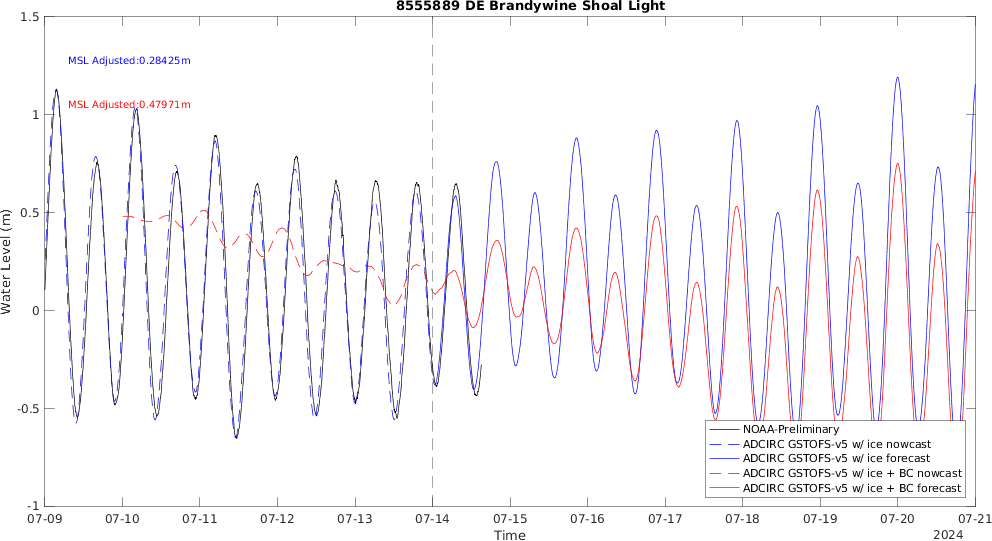 8555889 DE Brandywine Shoal Light
MSL Adjusted:0.28425m
MSL Adjusted:0.47971m
Water Level (m)
1.5
1
0.5
0
-0.5
-1
NOAA-Preliminary
ADCIRC GSTOFS-v5 w/ ice nowcast
ADCIRC GSTOFS-v5 w/ ice forecast
ADCIRC GSTOFS-v5 w/ ice + BC nowcast
ADCIRC GSTOFS-v5 w/ ice + BC forecast
07-09 07-10 07-11 07-12 07-13 07-14 07-15 07-16 07-17 07-18 07-19 07-20 07-21
Time
2024